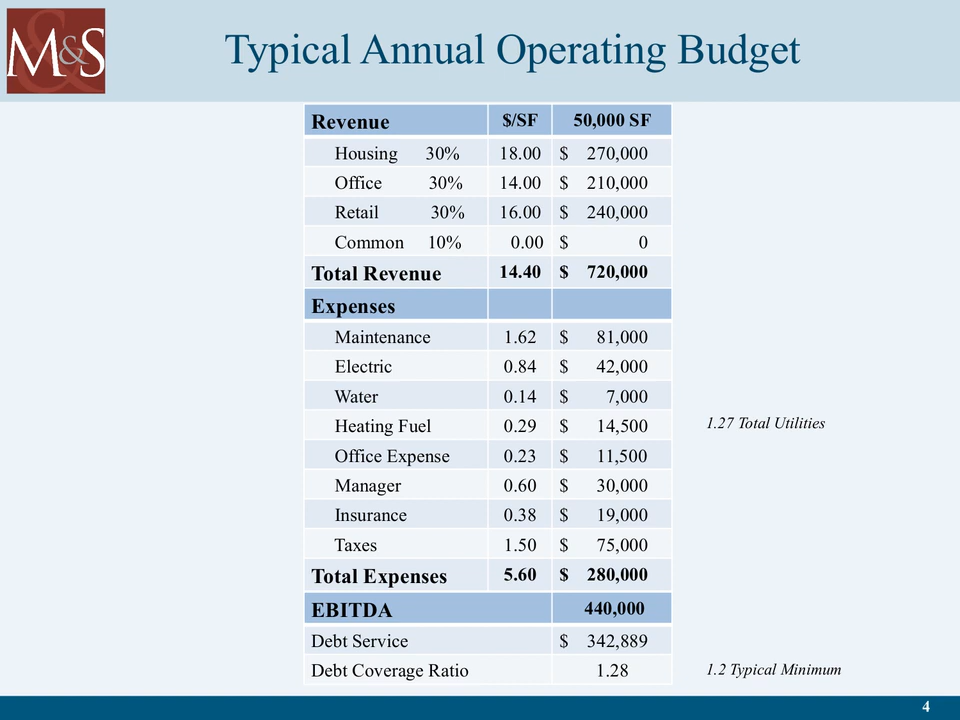 M&S
Typical Annual Operating Budget
Revenue $/SF 50,000 SF
Housing 30% 18.00 $ 270,000
Office 30% 14.00 $ 210,000
Retail 30% 16.00 $ 240,000
Common 10% 0.00 $ 0
Total Revenue 14.40 $ 720,000
Expenses
Maintenance 1.62 $ 81,000
Electric 0.84 $ 42,000
Water 0.14 $ 7,000
Heating Fuel 0.29 $ 14,500 1.27 Total Utilities
Office Expense 0.23 $ 11,500
Manager 0.60 $ 30,000
Insurance 0.38 $ 19,000
Taxes 1.50 $ 75,000
Total Expenses 5.60 $ 280,000
EBITDA 440,000
Debt Service $ 342,889
Debt Coverage Ratio 1.28 1.2 Typical Minimum
4